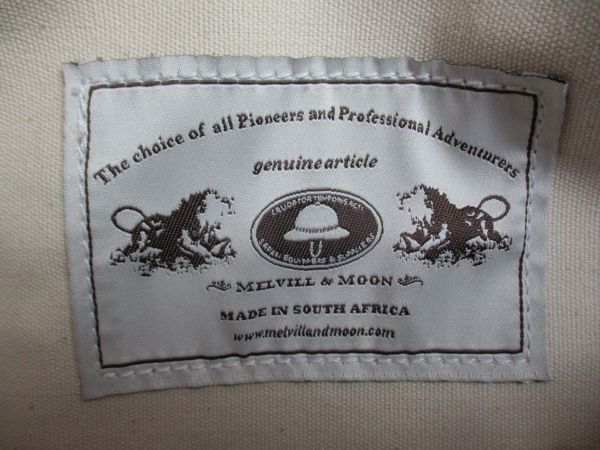 The choice of all Pioneers and Professional Adventurers
genuine article
MELVILL & MOON
MADE IN SOUTH AFRICA
www.melvillandmoon.com